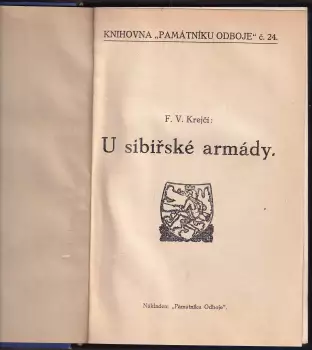 KNIHOVNA „PAMÁTNÍKU ODBOJE" č. 24.
F. V. Krejčí:
U sibiřské armády.
Nákladem „Památníku Odboje".